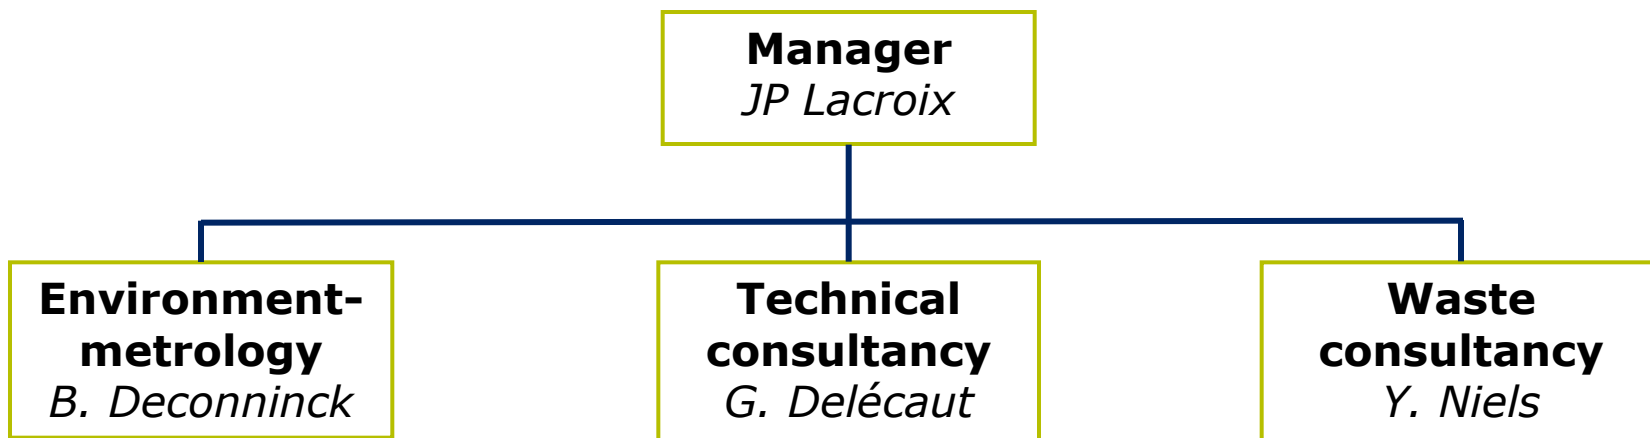 Manager
JP Lacroix
Environment-
metrology
B. Deconninck
Technical
consultancy
G. Delécaut
Waste
consultancy
Y. Niels